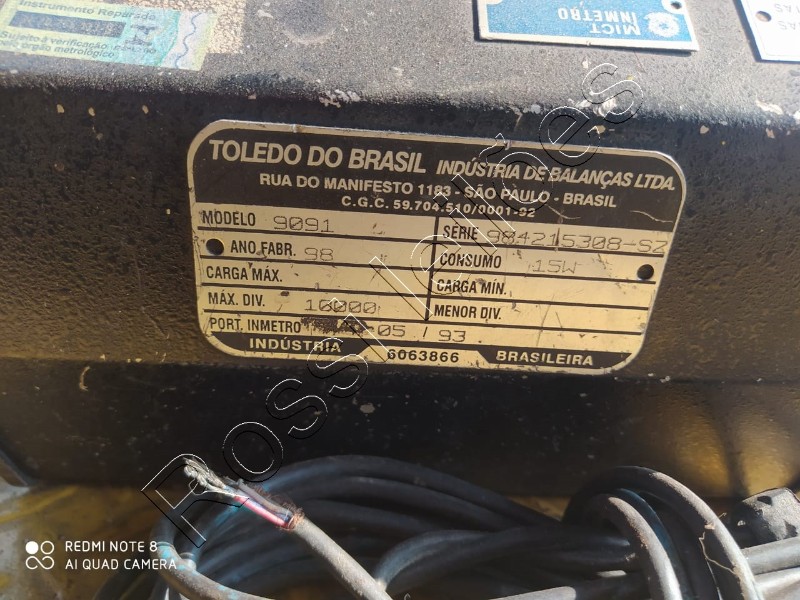 Instrumento Reparado
Sujeito à verificação
pelo órgão metrológico
MICT
INMETRO
TOLEDO DO BRASIL INDÚSTRIA DE BALANÇAS LTDA.
RUA DO MANIFESTO 1183 - SÃO PAULO - BRASIL
C.G.C. 59.704.510/0001-92
MODELO 9091 SÉRIE 984215308-SZ
ANO FABR. 98 CONSUMO 15W
CARGA MÁX. CARGA MÍN.
MÁX. DIV. 10000 MENOR DIV.
PORT. INMETRO 05 / 93
INDÚSTRIA 6063866 BRASILEIRA
Rossi leilões
REDMI NOTE 8
AI QUAD CAMERA